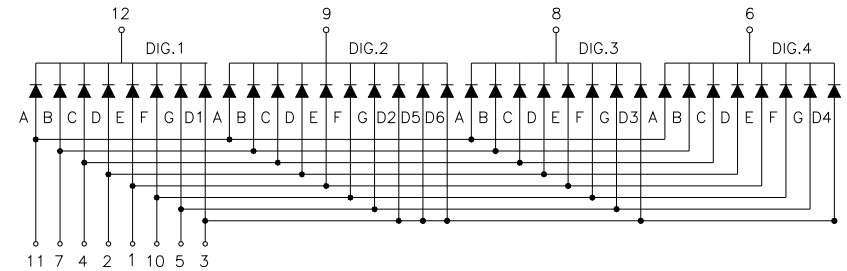 12 9 8 6
DIG.1 DIG.2 DIG.3 DIG.4
A B C D E F G D1 A B C D E F G D2 D5 D6 A B C D E F G D3 A B C D E F G D4
11 7 4 2 1 10 5 3